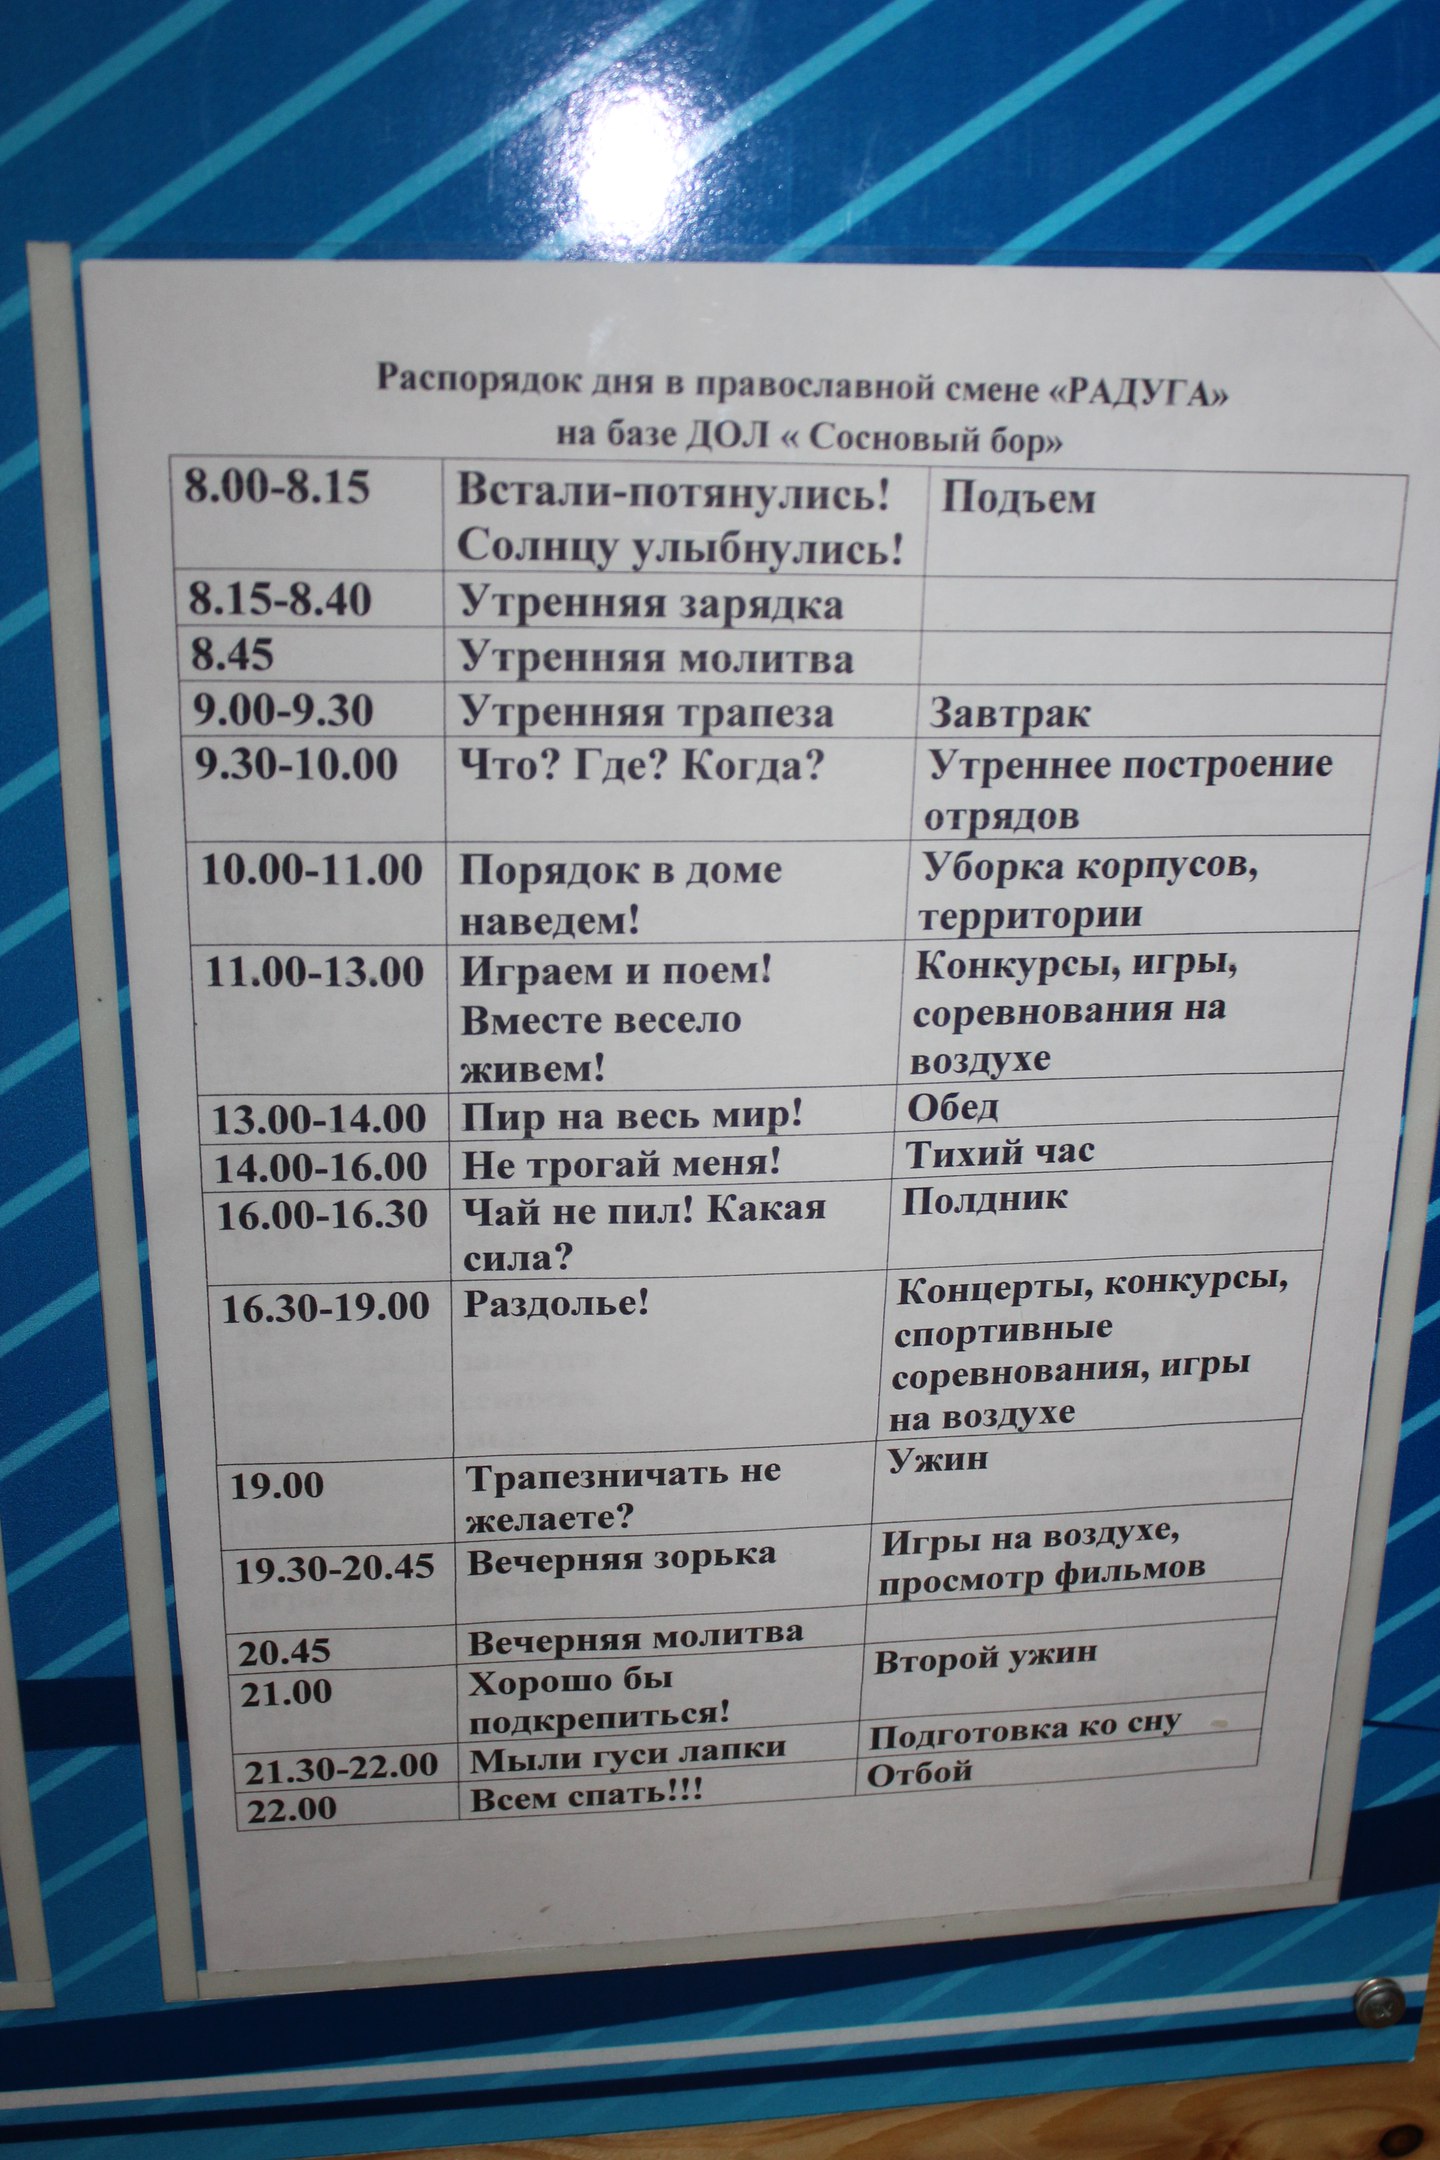 Распорядок дня в православной смене «РАДУГА»
на базе ДОЛ « Сосновый бор»
8.00-8.15 Встали-потянулись! Подъем
Солнцу улыбнулись!
8.15-8.40 Утренняя зарядка
8.45 Утренняя молитва
9.00-9.30 Утренняя трапеза Завтрак
9.30-10.00 Что? Где? Когда? Утреннее построение
отрядов
10.00-11.00 Порядок в доме Уборка корпусов,
наведем! территории
11.00-13.00 Играем и поем! Конкурсы, игры,
Вместе весело соревнования на
живем! воздухе
13.00-14.00 Пир на весь мир! Обед
14.00-16.00 Не трогай меня! Тихий час
16.00-16.30 Чай не пил! Какая Полдник
сила?
16.30-19.00 Раздолье! Концерты, конкурсы,
спортивные
соревнования, игры
на воздухе
19.00 Трапезничать не Ужин
желаете?
19.30-20.45 Вечерняя зорька Игры на воздухе,
просмотр фильмов
20.45 Вечерняя молитва
21.00 Хорошо бы Второй ужин
подкрепиться!
21.30-22.00 Мыли гуси лапки Подготовка ко сну
22.00 Всем спать!!! Отбой